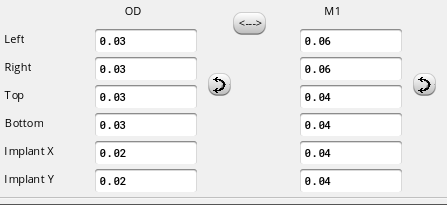 OD <---> M1
Left 0.03 0.06
Right 0.03 0.06
Top 0.03 0.04
Bottom 0.03 0.04
Implant X 0.02 0.04
Implant Y 0.02 0.04